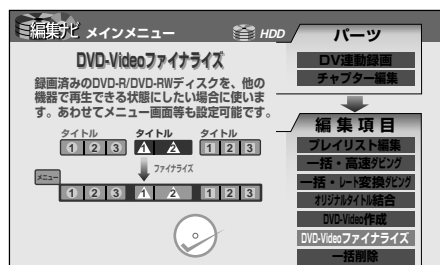 編集ナビ メインメニュー HDD
DVD-Videoファイナライズ
録画済みのDVD-R/DVD-RWディスクを、他の
機器で再生できる状態にしたい場合に使いま
す。あわせてメニュー画面等も設定可能です。
タイトル タイトル タイトル
1 2 3 1 2 1 2 3
ファイナライズ
メニュー
1 2 3 1 2 1 2 3
パーツ
DV連動録画
チャプター編集
編集項目
プレイリスト編集
一括・高速ダビング
一括・レート変換ダビング
オリジナルタイトル結合
DVD-Video作成
DVD-Videoファイナライズ
一括削除